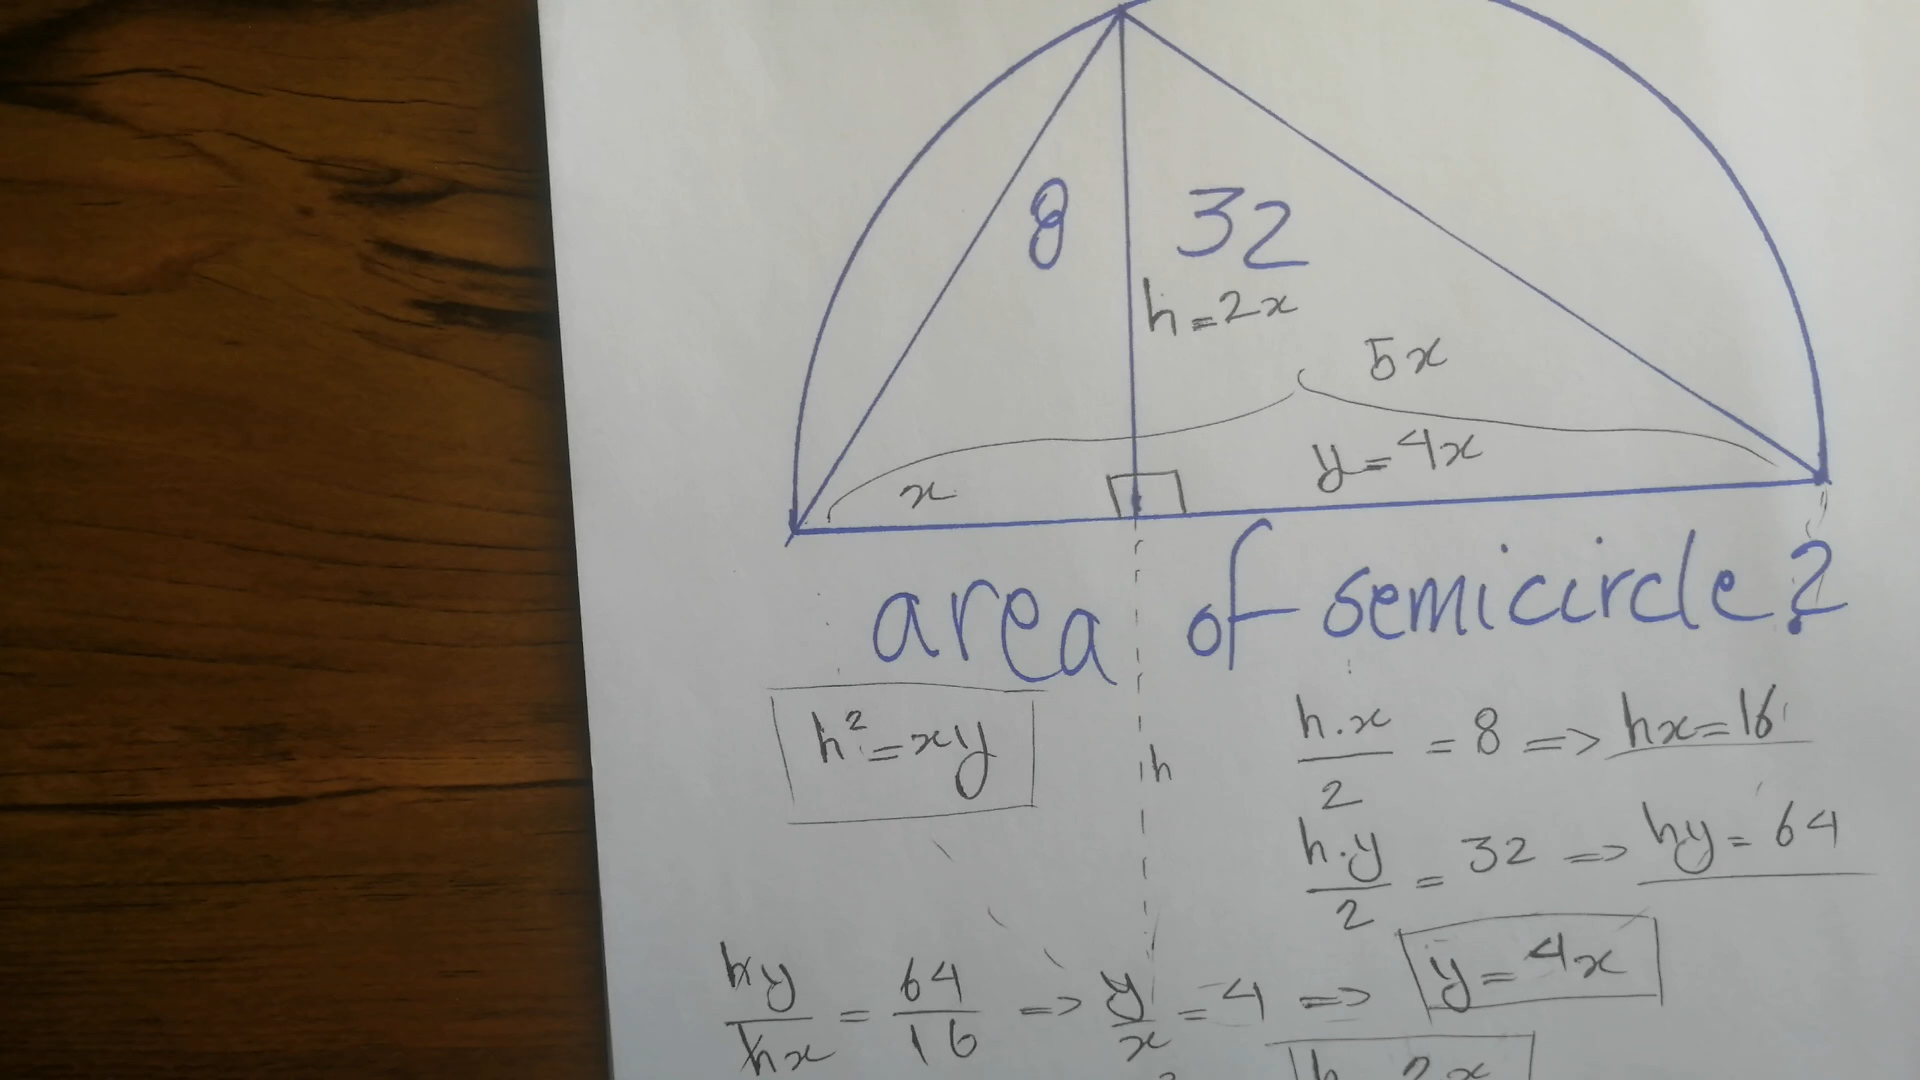 8
32
h=2x
5x
y=4x
x
area of semicircle?
h²=xy
h
h.x/2 = 8 => hx=16
h.y/2 = 32 => hy=64
hy/hx = 64/16 => y/x = 4 => y=4x